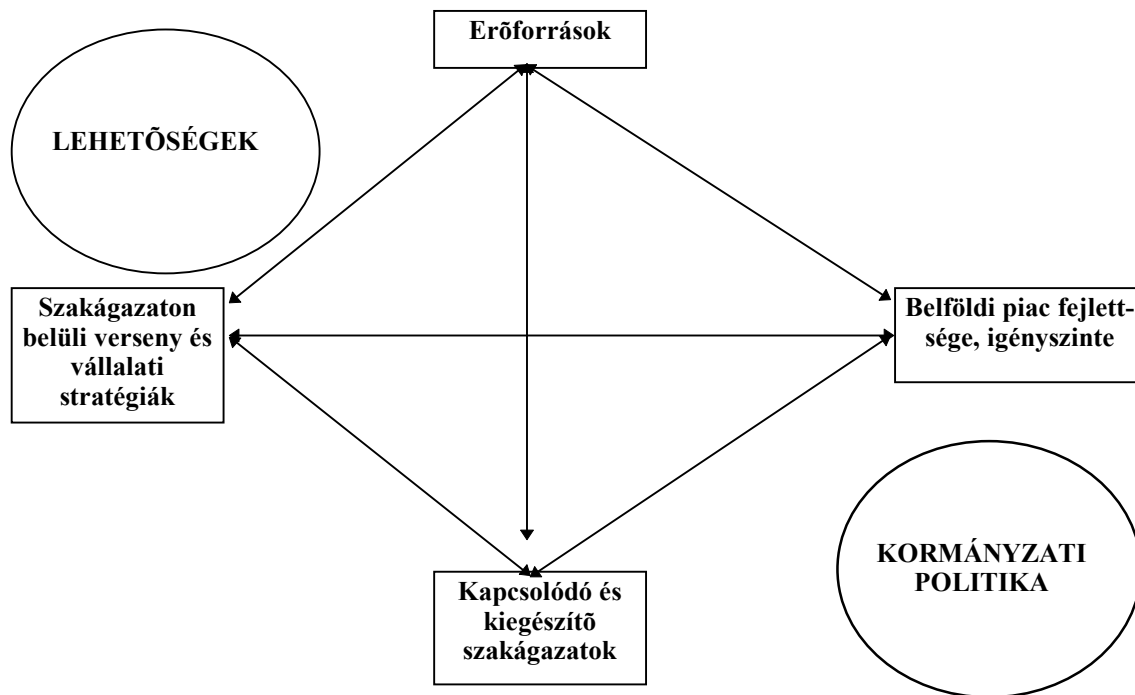 Erõforrások
LEHETÕSÉGEK
Szakágazaton
belüli verseny és
vállalati
stratégiák
Belföldi piac fejlett-
sége, igényszinte
KORMÁNYZATI
POLITIKA
Kapcsolódó és
kiegészítõ
szakágazatok